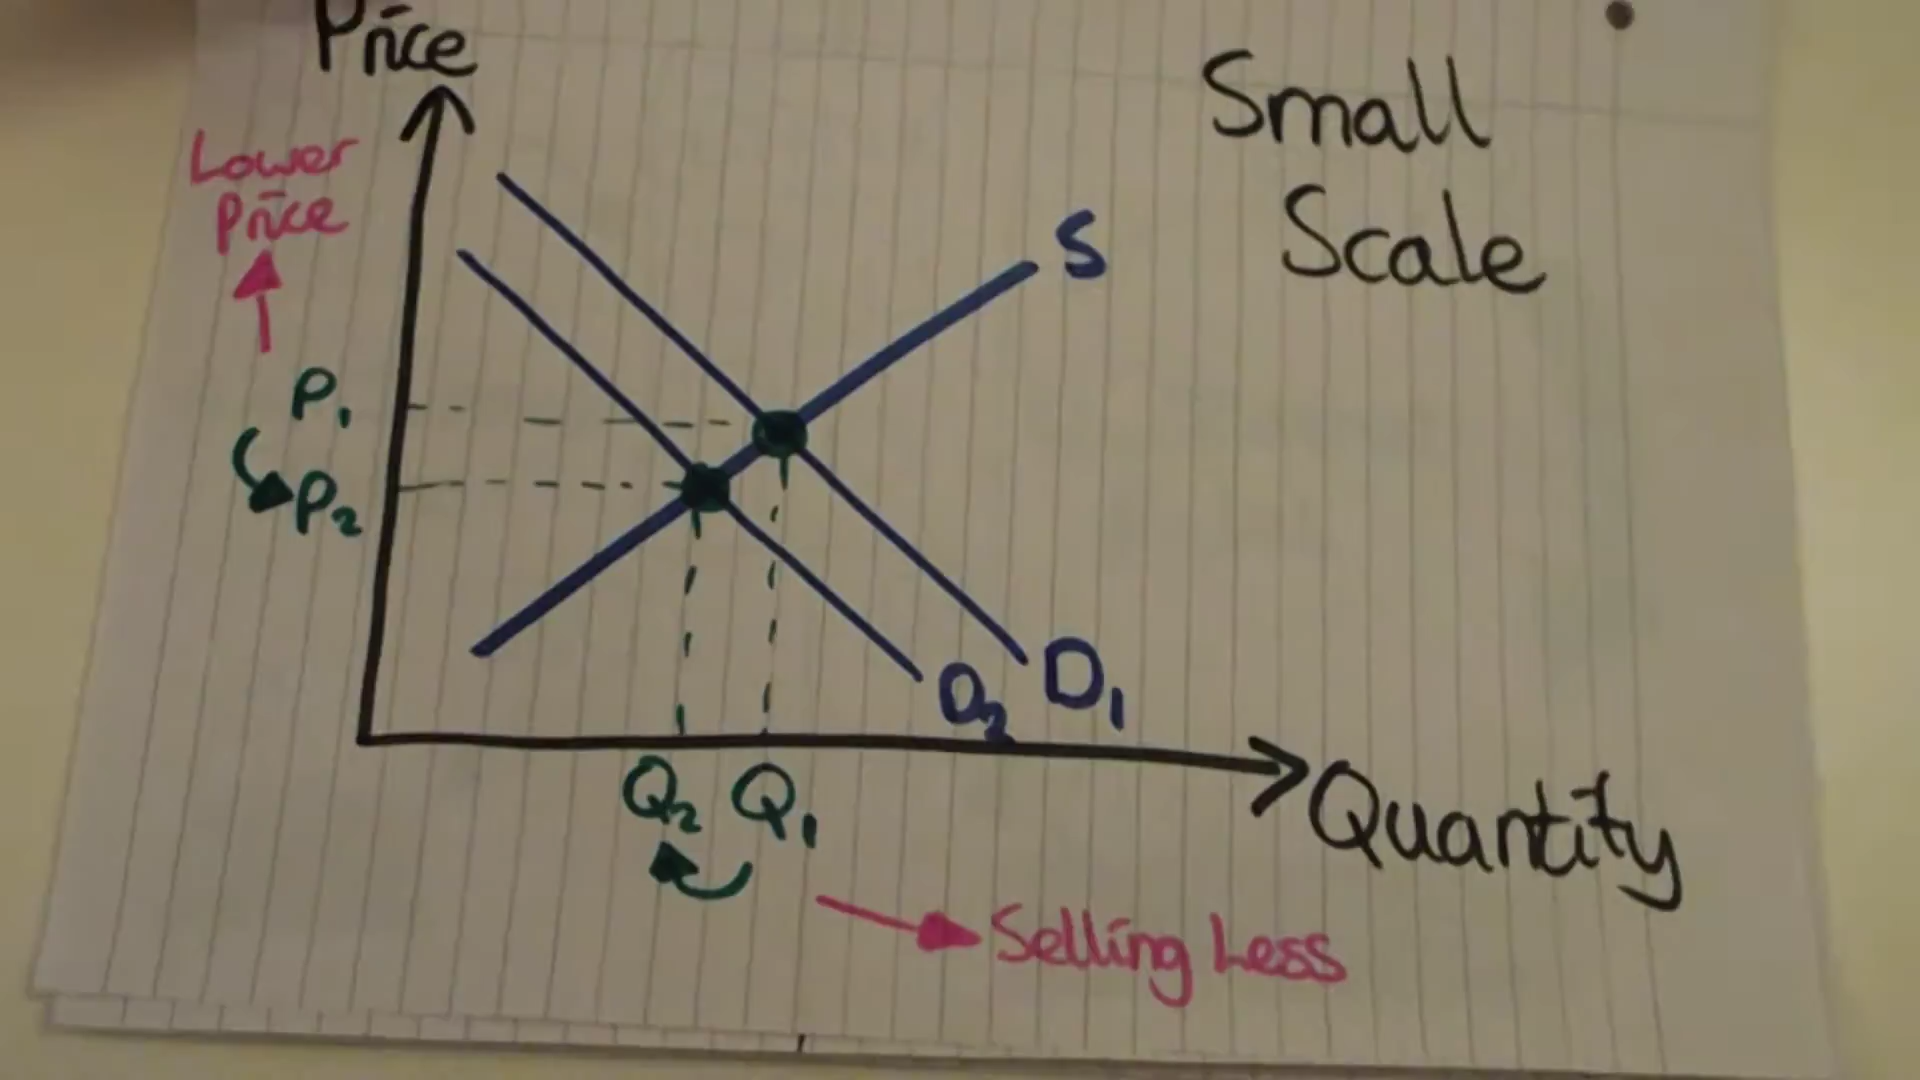 Price
Small
Scale
Lower
Price
S
P1
P2
D2
D1
Q2
Q1
Quantity
Selling Less